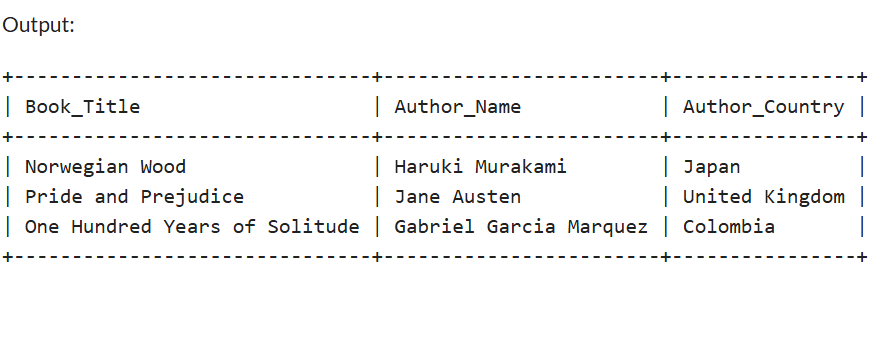 Output:
+-------------------------------+------------------------+----------------+
| Book_Title                    | Author_Name            | Author_Country |
+-------------------------------+------------------------+----------------+
| Norwegian Wood                | Haruki Murakami        | Japan          |
| Pride and Prejudice           | Jane Austen            | United Kingdom |
| One Hundred Years of Solitude | Gabriel Garcia Marquez | Colombia       |
+-------------------------------+------------------------+----------------+